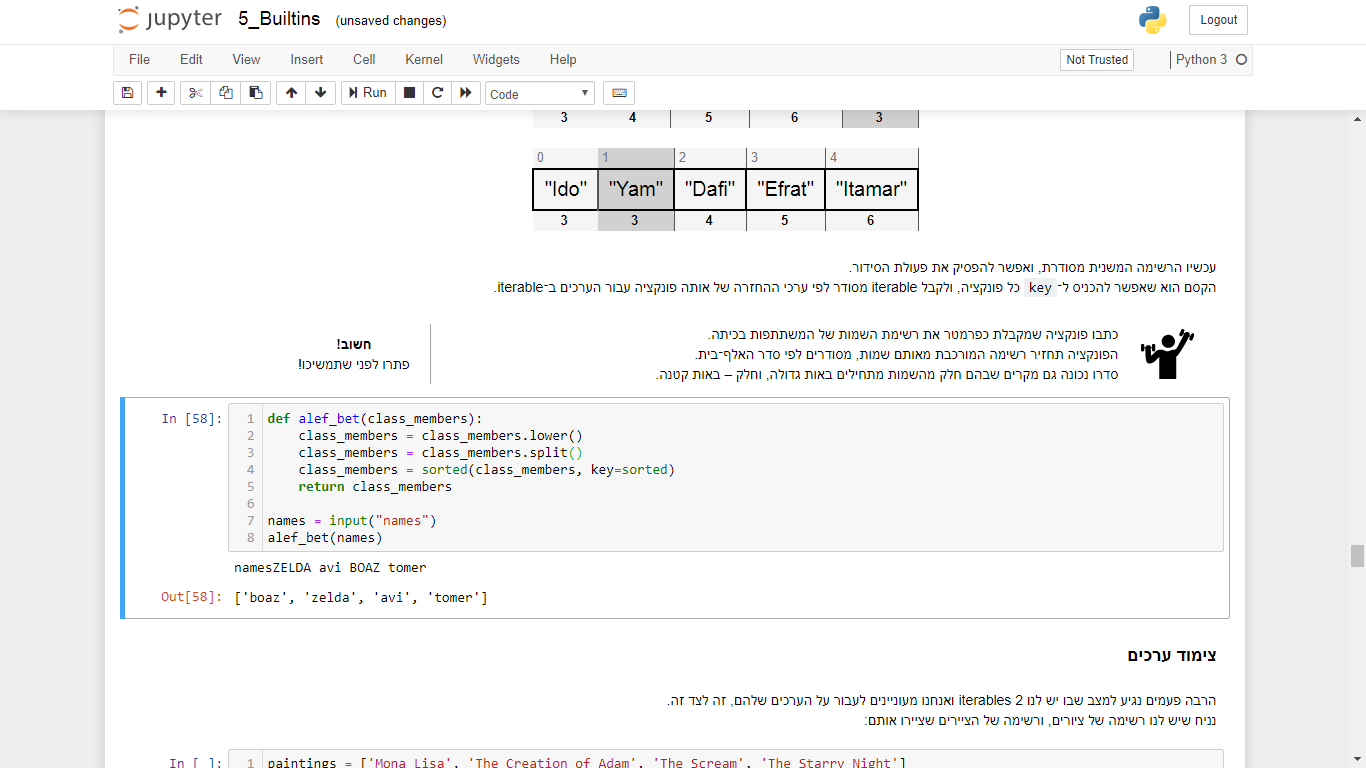 jupyter 5_Builtins (unsaved changes)
Logout
File Edit View Insert Cell Kernel Widgets Help
Not Trusted
Python 3
Run
Code
3 4 5 6 3
0 1 2 3 4
"Ido" "Yam" "Dafi" "Efrat" "Itamar"
3 3 4 5 6
עכשיו הרשימה המשנית מסודרת, ואפשר להפסיק את פעולת הסידור.
הקסם הוא שאפשר להכניס ל־key כל פונקציה, ולקבל iterable מסודר לפי ערכי ההחזרה של אותה פונקציה עבור הערכים ב־iterable.
כתבו פונקציה שמקבלת כפרמטר את רשימת השמות של המשתתפות בכיתה.
הפונקציה תחזיר רשימה המורכבת מאותם שמות, מסודרים לפי סדר האלף־בית.
סדרו נכונה גם מקרים שבהם חלק מהשמות מתחילים באות גדולה, וחלק – באות קטנה.
חשוב!
פתרו לפני שתמשיכו!
In [58]:
1 def alef_bet(class_members):
2     class_members = class_members.lower()
3     class_members = class_members.split()
4     class_members = sorted(class_members, key=sorted)
5     return class_members
6
7 names = input("names")
8 alef_bet(names)
namesZELDA avi BOAZ tomer
Out[58]: ['boaz', 'zelda', 'avi', 'tomer']
צימוד ערכים
הרבה פעמים נגיע למצב שבו יש לנו 2 iterables ואנחנו מעוניינים לעבור על הערכים שלהם, זה לצד זה.
נניח שיש לנו רשימה של ציורים, ורשימה של הציירים שציירו אותם:
In [ ]: 1 paintings = ['Mona Lisa', 'The Creation of Adam', 'The Scream', 'The Starry Night']